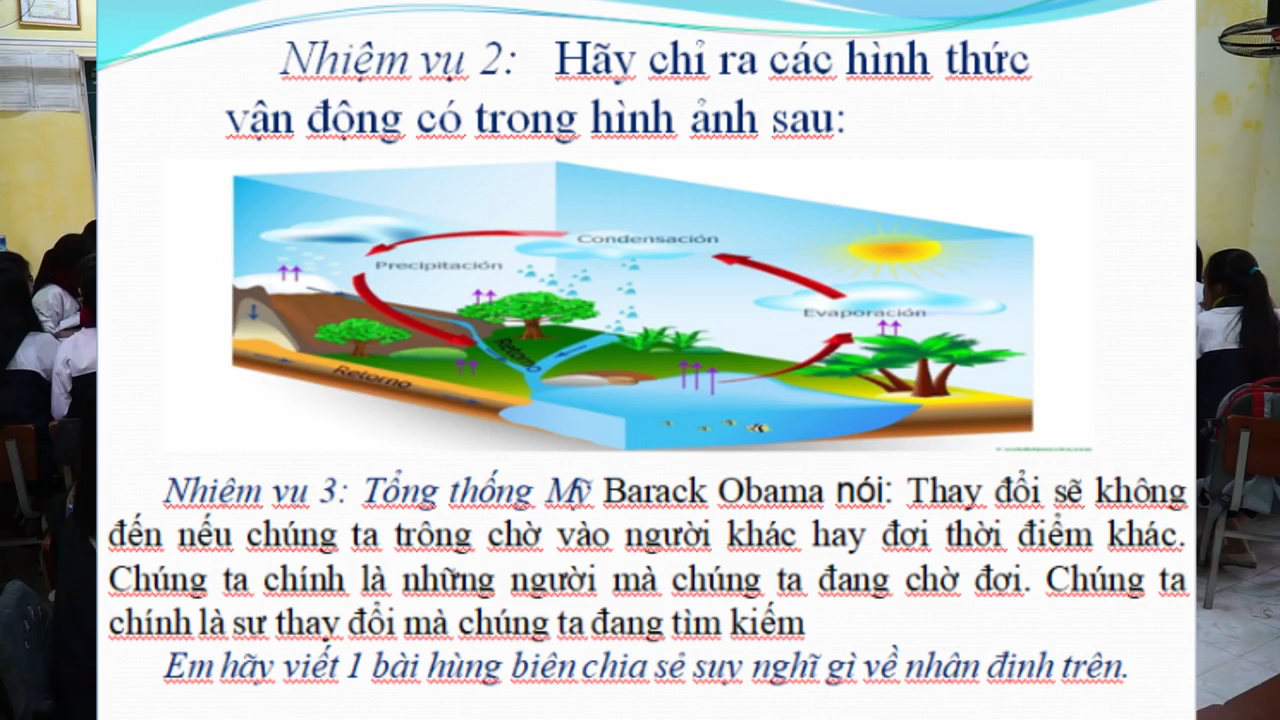 Nhiệm vụ 2: Hãy chỉ ra các hình thức
vận động có trong hình ảnh sau:
Condensación
Precipitación
Evaporación
Retorno
Retorno
Nhiệm vụ 3: Tổng thống Mỹ Barack Obama nói: Thay đổi sẽ không
đến nếu chúng ta trông chờ vào người khác hay đợi thời điểm khác.
Chúng ta chính là những người mà chúng ta đang chờ đợi. Chúng ta
chính là sự thay đổi mà chúng ta đang tìm kiếm
Em hãy viết 1 bài hùng biện chia sẻ suy nghĩ gì về nhân định trên.